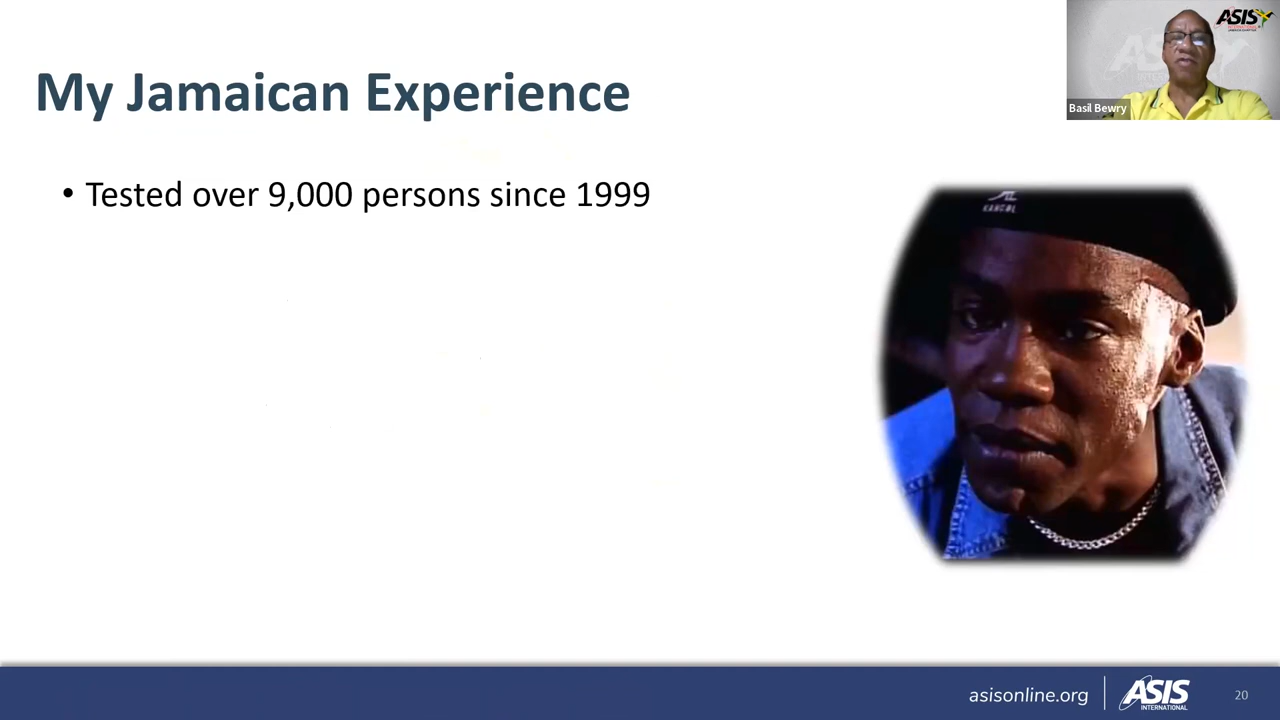 My Jamaican Experience
• Tested over 9,000 persons since 1999
ASIS
INTERNATIONAL
Basil Bewry
KANGOL
asisonline.org
ASIS
INTERNATIONAL
20